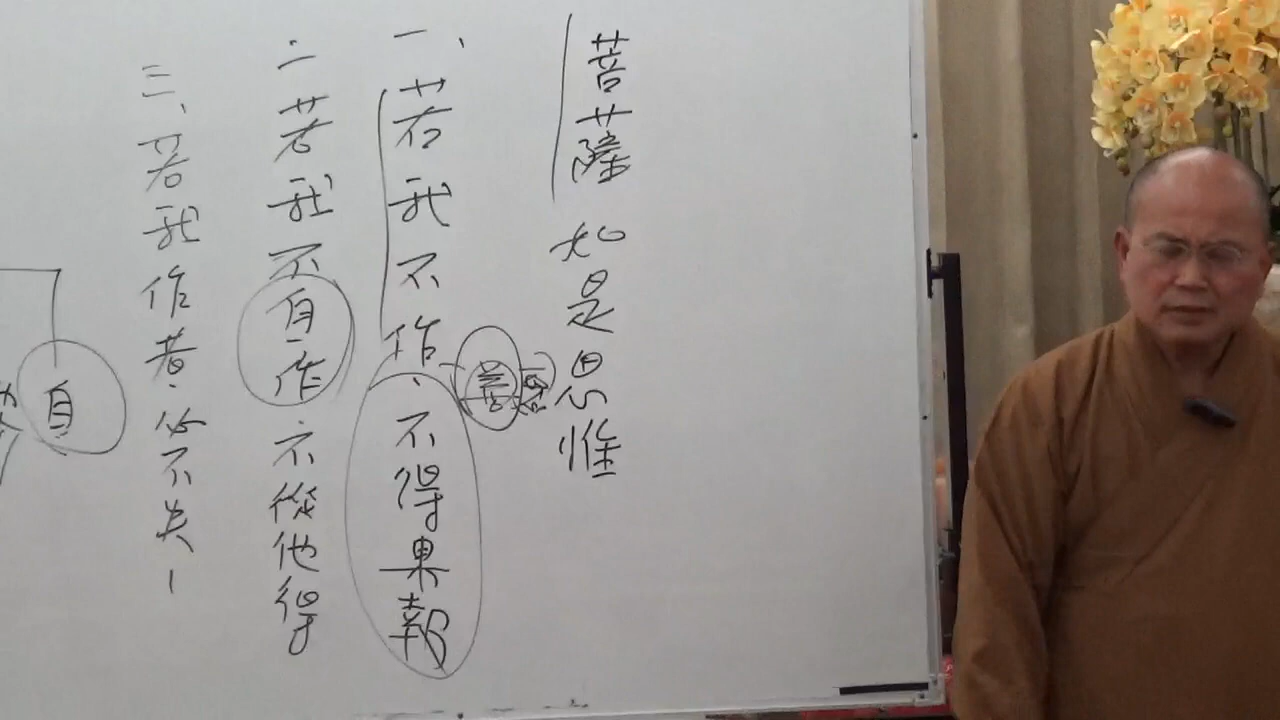 菩薩如是思惟
一、若我不作、不得果報
善惡
二若我不自作不從他得
三、若我作者、必不失
自